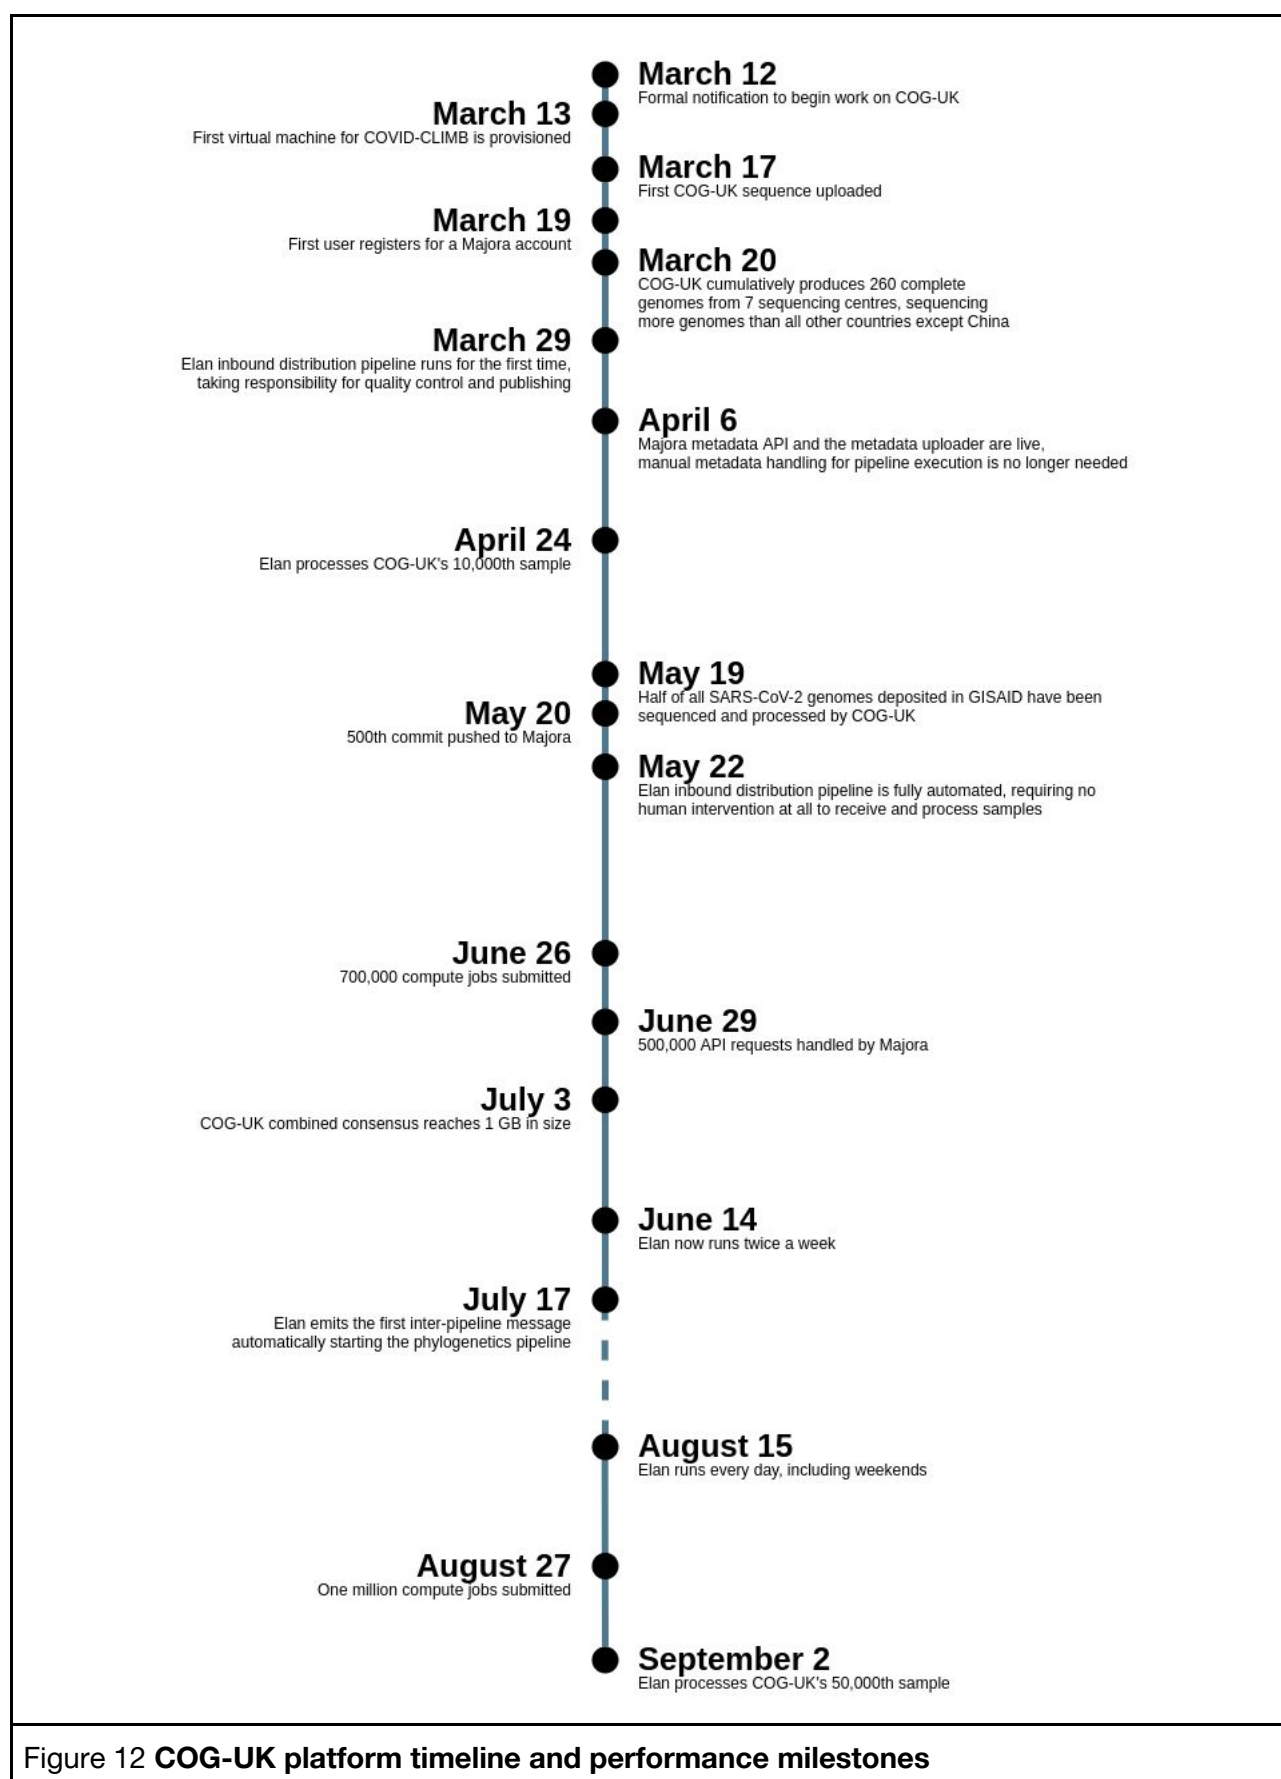 March 12
Formal notification to begin work on COG-UK
March 13
First virtual machine for COVID-CLIMB is provisioned
March 17
First COG-UK sequence uploaded
March 19
First user registers for a Majora account
March 20
COG-UK cumulatively produces 260 complete
genomes from 7 sequencing centres, sequencing
more genomes than all other countries except China
March 29
Elan inbound distribution pipeline runs for the first time,
taking responsibility for quality control and publishing
April 6
Majora metadata API and the metadata uploader are live,
manual metadata handling for pipeline execution is no longer needed
April 24
Elan processes COG-UK's 10,000th sample
May 19
Half of all SARS-CoV-2 genomes deposited in GISAID have been
sequenced and processed by COG-UK
May 20
500th commit pushed to Majora
May 22
Elan inbound distribution pipeline is fully automated, requiring no
human intervention at all to receive and process samples
June 26
700,000 compute jobs submitted
June 29
500,000 API requests handled by Majora
July 3
COG-UK combined consensus reaches 1 GB in size
June 14
Elan now runs twice a week
July 17
Elan emits the first inter-pipeline message
automatically starting the phylogenetics pipeline
August 15
Elan runs every day, including weekends
August 27
One million compute jobs submitted
September 2
Elan processes COG-UK's 50,000th sample
Figure 12 COG-UK platform timeline and performance milestones